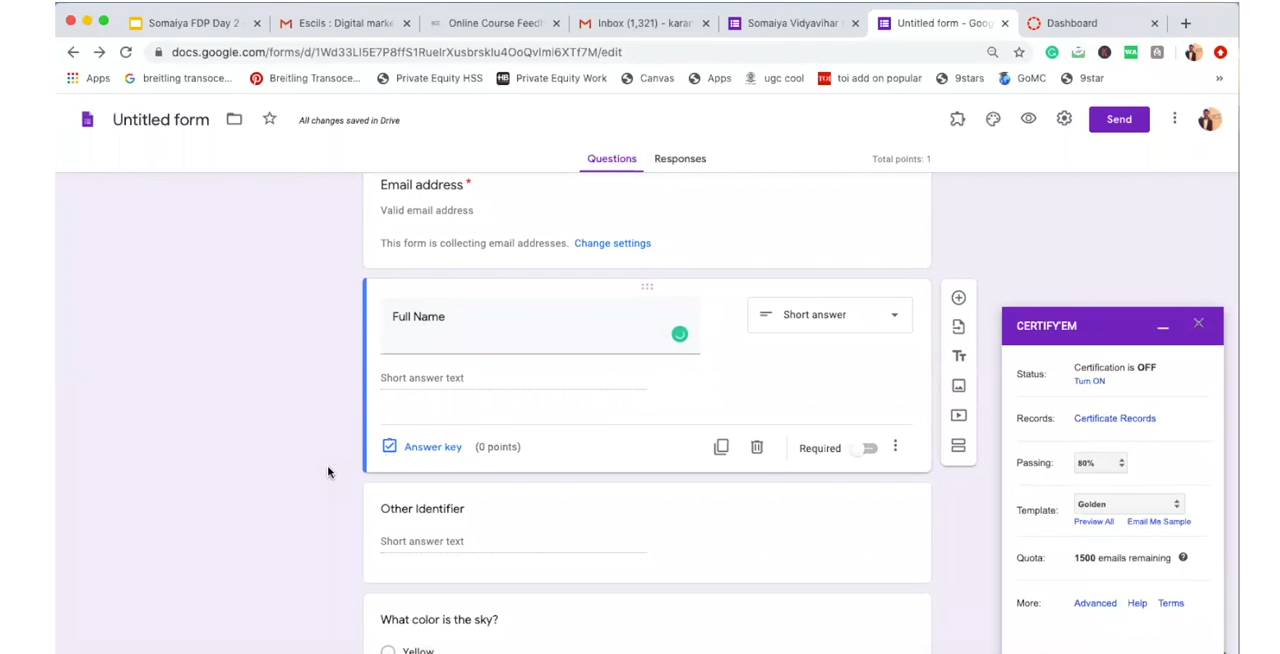 Somaiya FDP Day 2
Esciis : Digital marke
Online Course Feedb
Inbox (1,321) - karan
Somaiya Vidyavihar
Untitled form - Goog
Dashboard
docs.google.com/forms/d/1Wd33Ll5E7P8ffS1RuelrXusbrskIu4OoQvlmI6XTf7M/edit
Apps
breitling transoce...
Breitling Transoce...
Private Equity HSS
Private Equity Work
Canvas
Apps
ugc cool
toi add on popular
9stars
GoMC
9star
»
Untitled form
All changes saved in Drive
Send
Questions
Responses
Total points: 1
Email address *
Valid email address
This form is collecting email addresses. Change settings
Full Name
Short answer
Short answer text
Answer key (0 points)
Required
Other Identifier
Short answer text
What color is the sky?
Yellow
CERTIFY'EM
Status: Certification is OFF
Turn ON
Records: Certificate Records
Passing: 80%
Template: Golden
Preview All Email Me Sample
Quota: 1500 emails remaining
More: Advanced Help Terms